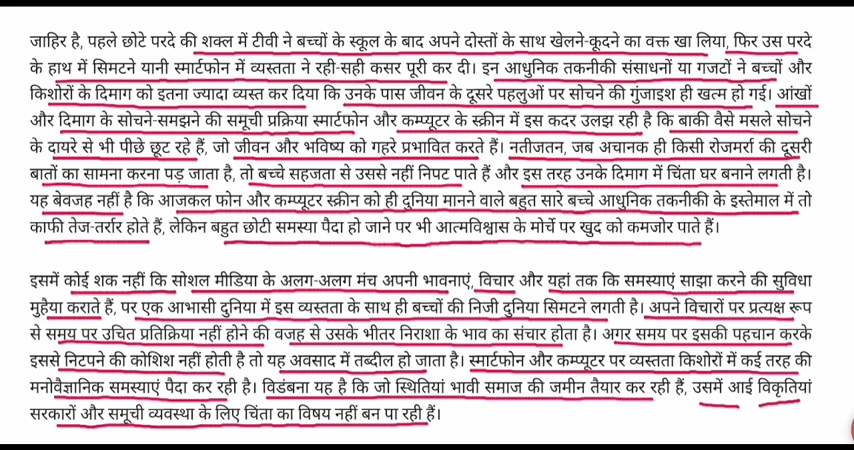 जाहिर है, पहले छोटे परदे की शक्ल में टीवी ने बच्चों के स्कूल के बाद अपने दोस्तों के साथ खेलने-कूदने का वक्त खा लिया, फिर उस परदे
के हाथ में सिमटने यानी स्मार्टफोन में व्यस्तता ने रही-सही कसर पूरी कर दी। इन आधुनिक तकनीकी संसाधनों या गजटों ने बच्चों और
किशोरों के दिमाग को इतना ज्यादा व्यस्त कर दिया कि उनके पास जीवन के दूसरे पहलुओं पर सोचने की गुंजाइश ही खत्म हो गई। आंखों
और दिमाग के सोचने-समझने की समूची प्रक्रिया स्मार्टफोन और कम्प्यूटर के स्क्रीन में इस कदर उलझ रही है कि बाकी वैसे मसले सोचने
के दायरे से भी पीछे छूट रहे हैं, जो जीवन और भविष्य को गहरे प्रभावित करते हैं। नतीजतन, जब अचानक ही किसी रोजमर्रा की दूसरी
बातों का सामना करना पड़ जाता है, तो बच्चे सहजता से उससे नहीं निपट पाते हैं और इस तरह उनके दिमाग में चिंता घर बनाने लगती है।
यह बेवजह नहीं है कि आजकल फोन और कम्प्यूटर स्क्रीन को ही दुनिया मानने वाले बहुत सारे बच्चे आधुनिक तकनीकी के इस्तेमाल में तो
काफी तेज-तर्रार होते हैं, लेकिन बहुत छोटी समस्या पैदा हो जाने पर भी आत्मविश्वास के मोर्चे पर खुद को कमजोर पाते हैं।
इसमें कोई शक नहीं कि सोशल मीडिया के अलग-अलग मंच अपनी भावनाएं, विचार और यहां तक कि समस्याएं साझा करने की सुविधा
मुहैया कराते हैं, पर एक आभासी दुनिया में इस व्यस्तता के साथ ही बच्चों की निजी दुनिया सिमटने लगती है। अपने विचारों पर प्रत्यक्ष रूप
से समय पर उचित प्रतिक्रिया नहीं होने की वजह से उसके भीतर निराशा के भाव का संचार होता है। अगर समय पर इसकी पहचान करके
इससे निटपने की कोशिश नहीं होती है तो यह अवसाद में तब्दील हो जाता है। स्मार्टफोन और कम्प्यूटर पर व्यस्तता किशोरों में कई तरह की
मनोवैज्ञानिक समस्याएं पैदा कर रही है। विडंबना यह है कि जो स्थितियां भावी समाज की जमीन तैयार कर रही हैं, उसमें आई विकृतियां
सरकारों और समूची व्यवस्था के लिए चिंता का विषय नहीं बन पा रही हैं।